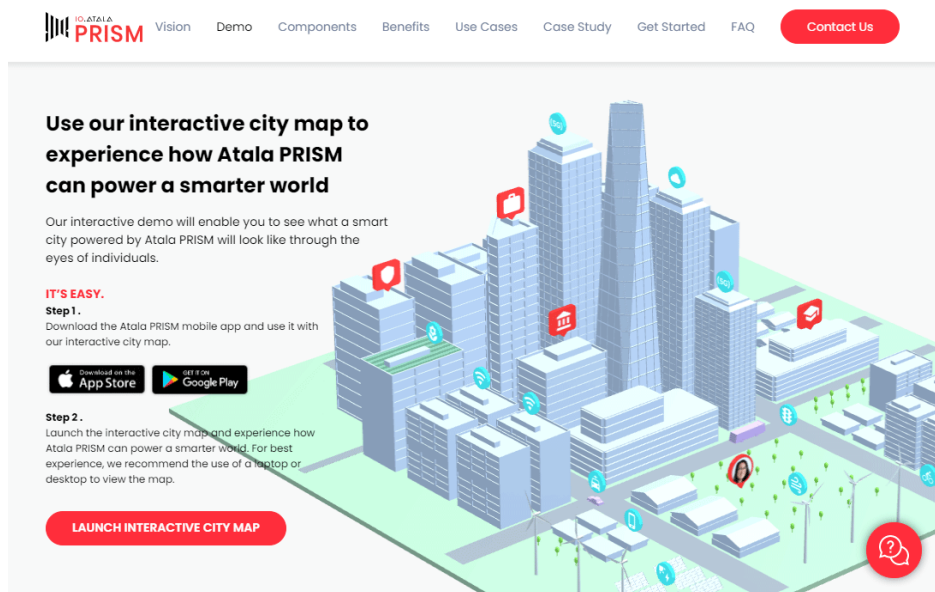 IO.ATALA
PRISM
Vision Demo Components Benefits Use Cases Case Study Get Started FAQ Contact Us
Use our interactive city map to
experience how Atala PRISM
can power a smarter world
Our interactive demo will enable you to see what a smart
city powered by Atala PRISM will look like through the
eyes of individuals.
IT'S EASY.
Step 1 .
Download the Atala PRISM mobile app and use it with
our interactive city map.
Download on the
App Store
GET IT ON
Google Play
Step 2 .
Launch the interactive city map and experience how
Atala PRISM can power a smarter world. For best
experience, we recommend the use of a laptop or
desktop to view the map.
LAUNCH INTERACTIVE CITY MAP
5G
5G